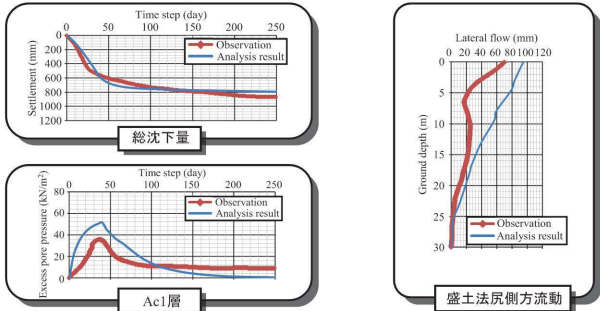 Time step (day)
0 50 100 150 200 250
Settlement (mm)
0
200
400
600
800
1000
1200
Observation
Analysis result
総沈下量
Time step (day)
0 50 100 150 200 250
Excess pore pressure (kN/m²)
80
60
40
20
0
Observation
Analysis result
Ac1層
Lateral flow (mm)
0 20 40 60 80 100 120
Ground depth (m)
0
5
10
15
20
25
30
Observation
Analysis result
盛土法尻側方流動